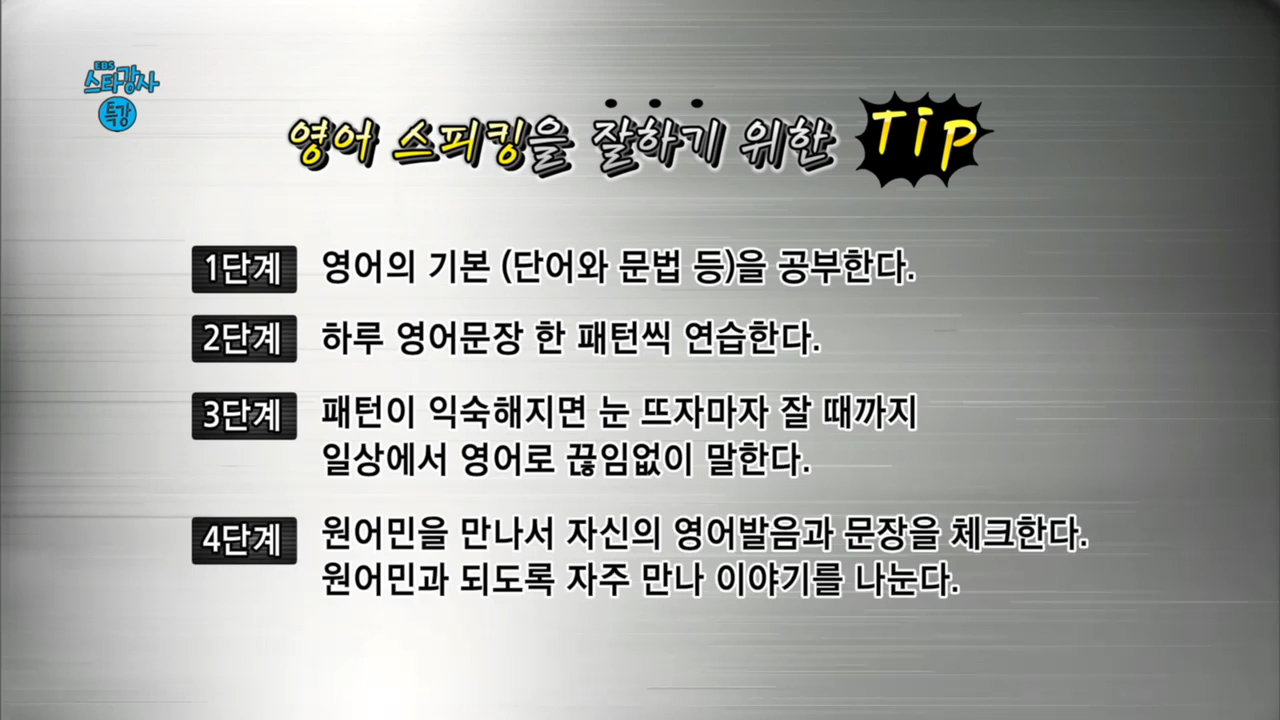 EBS
스타강사
특강
영어 스피킹을 잘하기 위한 Tip
1단계 영어의 기본 (단어와 문법 등)을 공부한다.
2단계 하루 영어문장 한 패턴씩 연습한다.
3단계 패턴이 익숙해지면 눈 뜨자마자 잘 때까지
일상에서 영어로 끊임없이 말한다.
4단계 원어민을 만나서 자신의 영어발음과 문장을 체크한다.
원어민과 되도록 자주 만나 이야기를 나눈다.